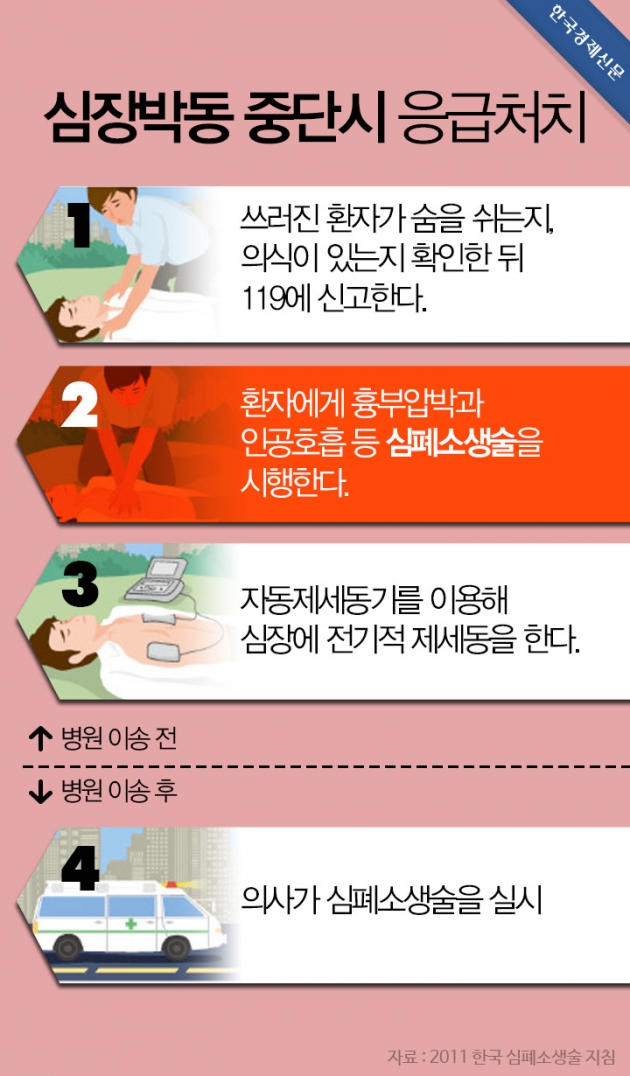 한국경제신문
심장박동 중단시 응급처치
1
쓰러진 환자가 숨을 쉬는지,
의식이 있는지 확인한 뒤
119에 신고한다.
2
환자에게 흉부압박과
인공호흡 등 심폐소생술을
시행한다.
3
자동제세동기를 이용해
심장에 전기적 제세동을 한다.
↑ 병원 이송 전
↓ 병원 이송 후
4
의사가 심폐소생술을 실시
자료 : 2011 한국 심폐소생술 지침